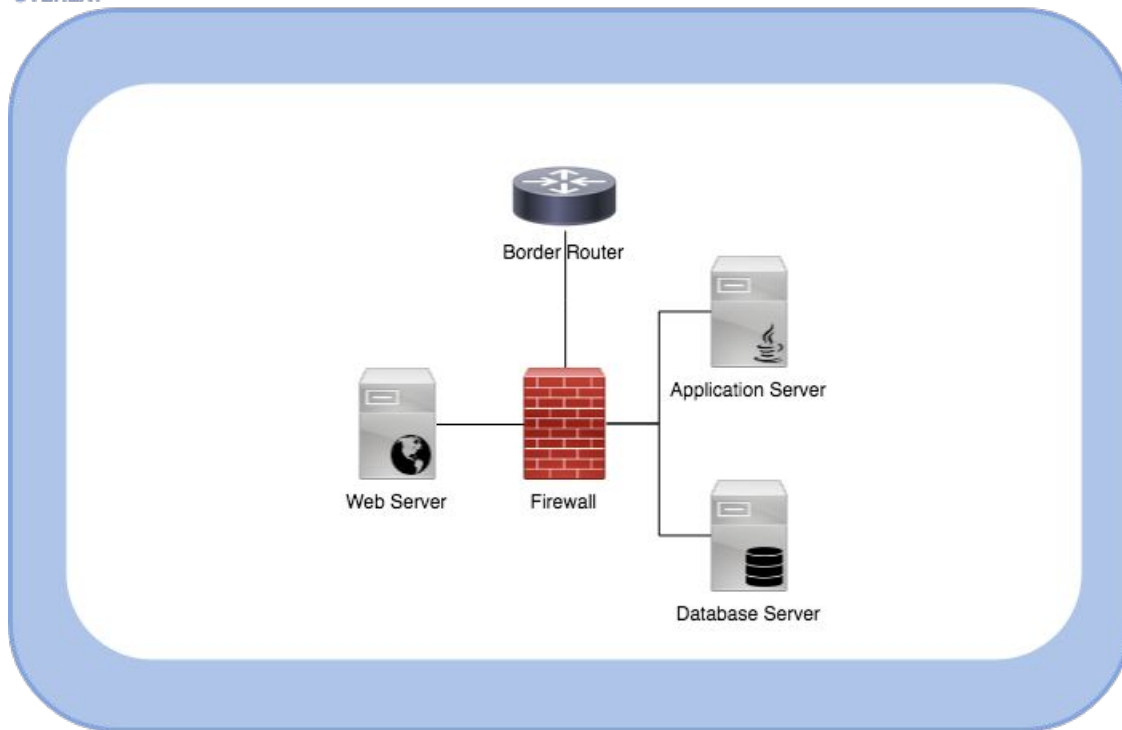 Border Router
Application Server
Web Server
Firewall
Database Server